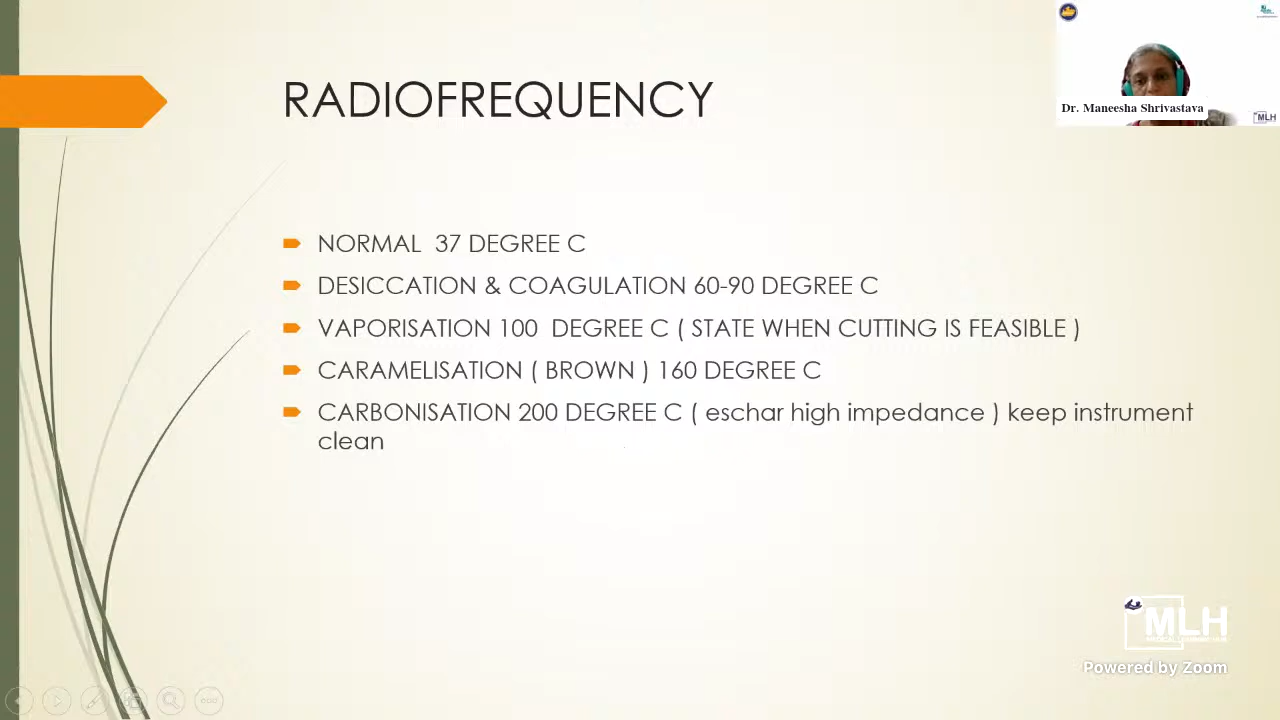 RADIOFREQUENCY
Dr. Maneesha Shrivastava
MLH
NORMAL 37 DEGREE C
DESICCATION & COAGULATION 60-90 DEGREE C
VAPORISATION 100 DEGREE C ( STATE WHEN CUTTING IS FEASIBLE )
CARAMELISATION ( BROWN ) 160 DEGREE C
CARBONISATION 200 DEGREE C ( eschar high impedance ) keep instrument
clean
MLH
Powered by Zoom